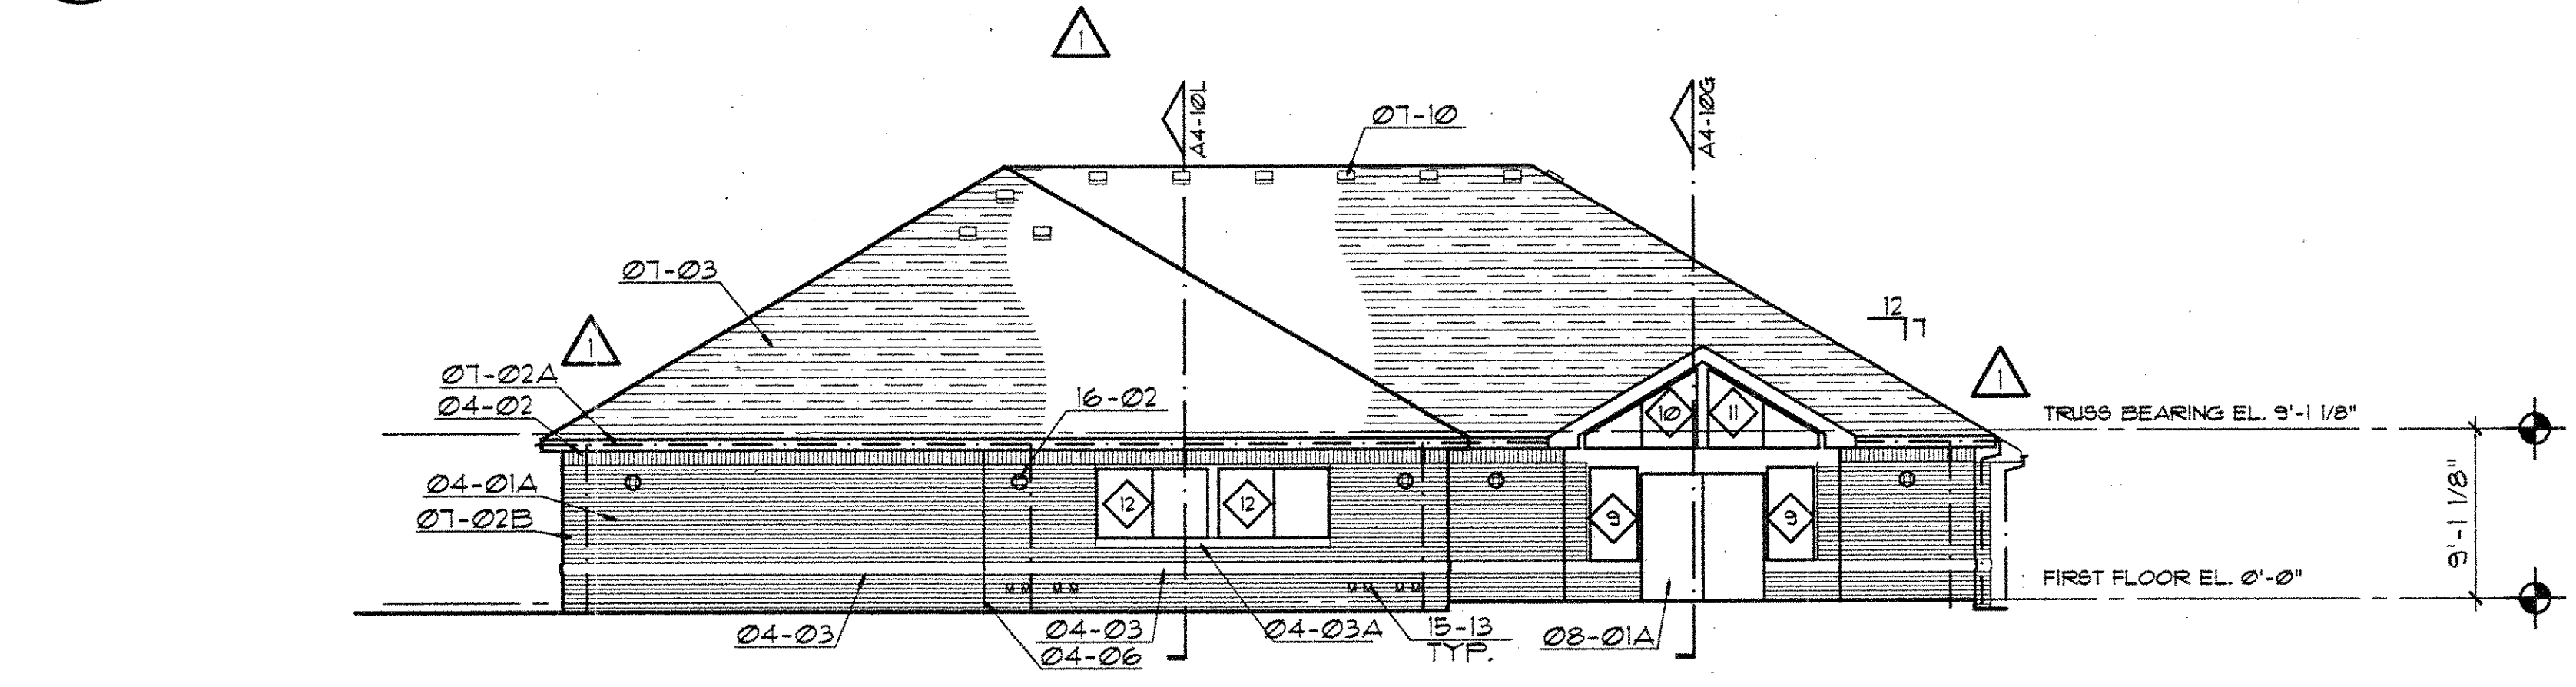 1
A4-10L
A4-10G
07-10
07-03
12
7
1
1
07-02A
04-02
16-02
10
11
TRUSS BEARING EL. 9'-1 1/8"
04-01A
07-02B
12
12
9
9
9'-1 1/8"
FIRST FLOOR EL. 0'-0"
04-03
04-03
04-06
04-03A
15-13
TYP.
08-01A